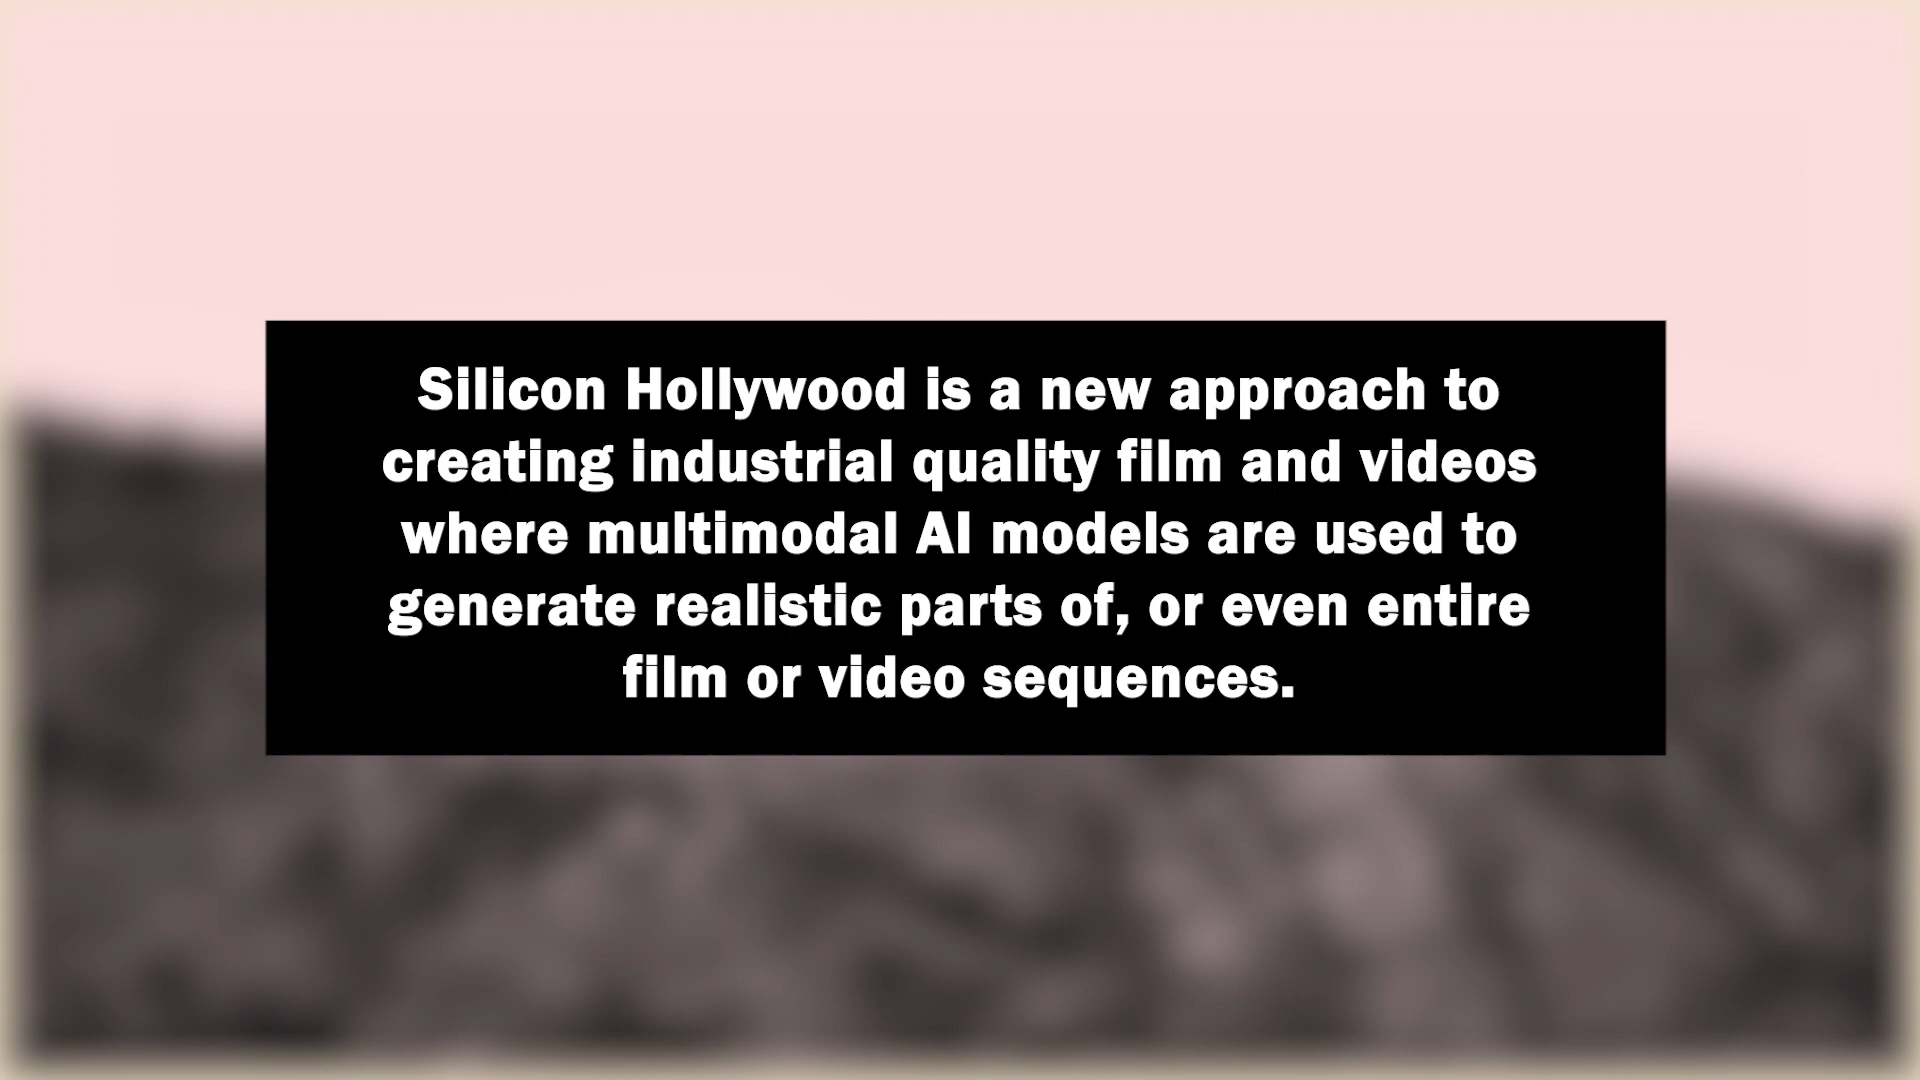 Silicon Hollywood is a new approach to
creating industrial quality film and videos
where multimodal AI models are used to
generate realistic parts of, or even entire
film or video sequences.